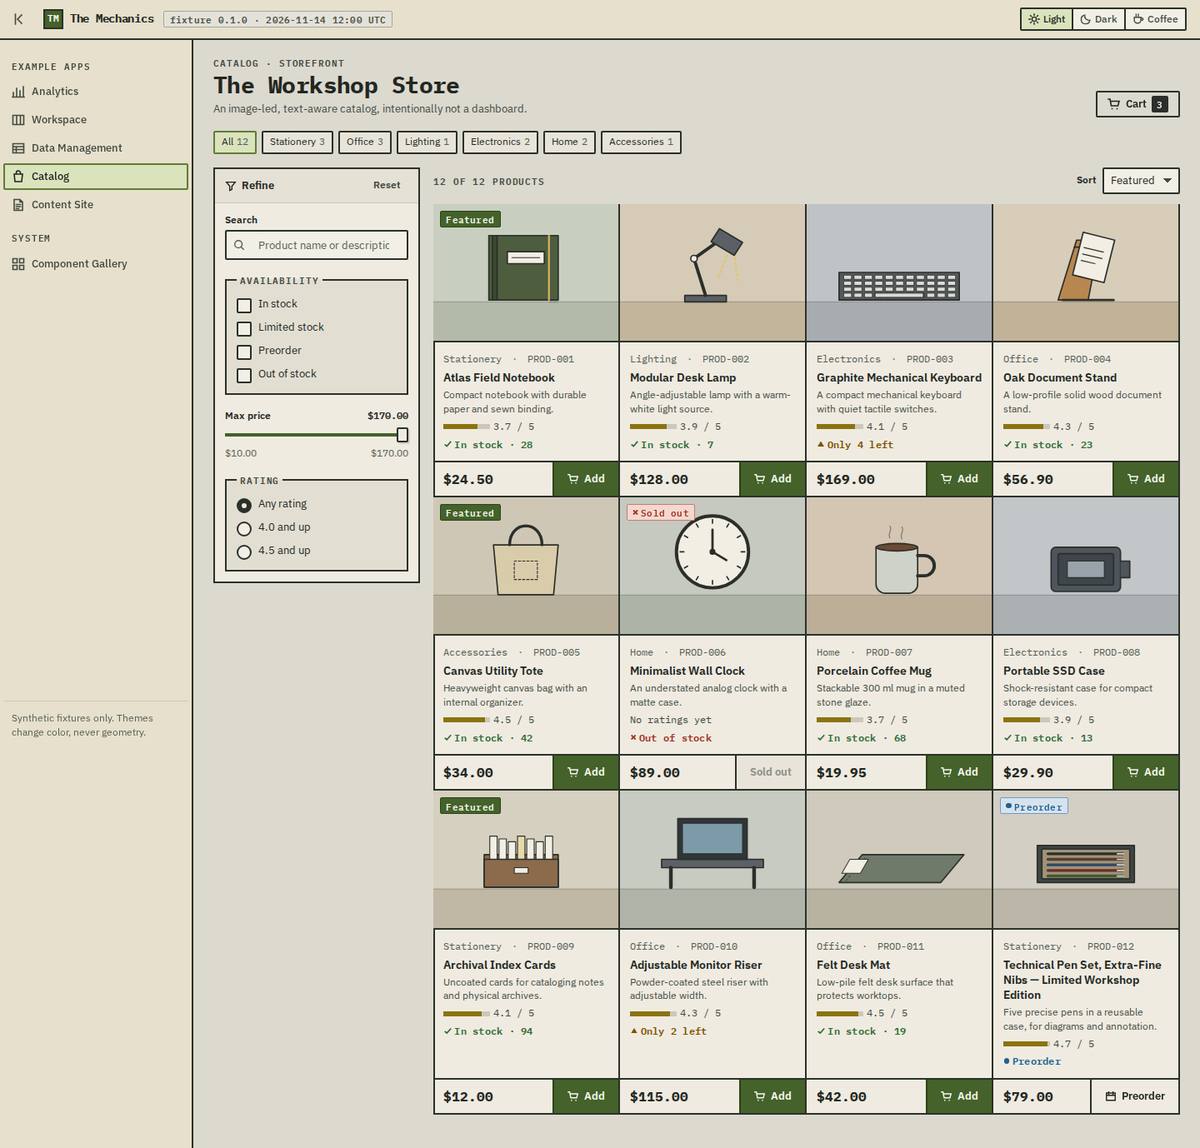 TM The Mechanics fixture 0.1.0 · 2026-11-14 12:00 UTC
Light Dark Coffee
EXAMPLE APPS
Analytics
Workspace
Data Management
Catalog
Content Site
SYSTEM
Component Gallery
Synthetic fixtures only. Themes
change color, never geometry.
CATALOG · STOREFRONT
The Workshop Store
An image-led, text-aware catalog, intentionally not a dashboard.
Cart 3
All 12 Stationery 3 Office 3 Lighting 1 Electronics 2 Home 2 Accessories 1
Refine Reset
Search
Product name or descriptic
AVAILABILITY
In stock
Limited stock
Preorder
Out of stock
Max price $170.00
$10.00 $170.00
RATING
Any rating
4.0 and up
4.5 and up
12 OF 12 PRODUCTS
Sort Featured
Featured
Stationery · PROD-001
Atlas Field Notebook
Compact notebook with durable
paper and sewn binding.
3.7 / 5
In stock · 28
$24.50 Add
Lighting · PROD-002
Modular Desk Lamp
Angle-adjustable lamp with a warm-
white light source.
3.9 / 5
In stock · 7
$128.00 Add
Electronics · PROD-003
Graphite Mechanical Keyboard
A compact mechanical keyboard
with quiet tactile switches.
4.1 / 5
Only 4 left
$169.00 Add
Office · PROD-004
Oak Document Stand
A low-profile solid wood document
stand.
4.3 / 5
In stock · 23
$56.90 Add
Featured
Accessories · PROD-005
Canvas Utility Tote
Heavyweight canvas bag with an
internal organizer.
4.5 / 5
In stock · 42
$34.00 Add
Sold out
Home · PROD-006
Minimalist Wall Clock
An understated analog clock with a
matte case.
No ratings yet
Out of stock
$89.00 Sold out
Home · PROD-007
Porcelain Coffee Mug
Stackable 300 ml mug in a muted
stone glaze.
3.7 / 5
In stock · 68
$19.95 Add
Electronics · PROD-008
Portable SSD Case
Shock-resistant case for compact
storage devices.
3.9 / 5
In stock · 13
$29.90 Add
Featured
Stationery · PROD-009
Archival Index Cards
Uncoated cards for cataloging notes
and physical archives.
4.1 / 5
In stock · 94
$12.00 Add
Office · PROD-010
Adjustable Monitor Riser
Powder-coated steel riser with
adjustable width.
4.3 / 5
Only 2 left
$115.00 Add
Office · PROD-011
Felt Desk Mat
Low-pile felt desk surface that
protects worktops.
4.5 / 5
In stock · 19
$42.00 Add
Preorder
Stationery · PROD-012
Technical Pen Set, Extra-Fine
Nibs — Limited Workshop
Edition
Five precise pens in a reusable
case, for diagrams and annotation.
4.7 / 5
Preorder
$79.00 Preorder